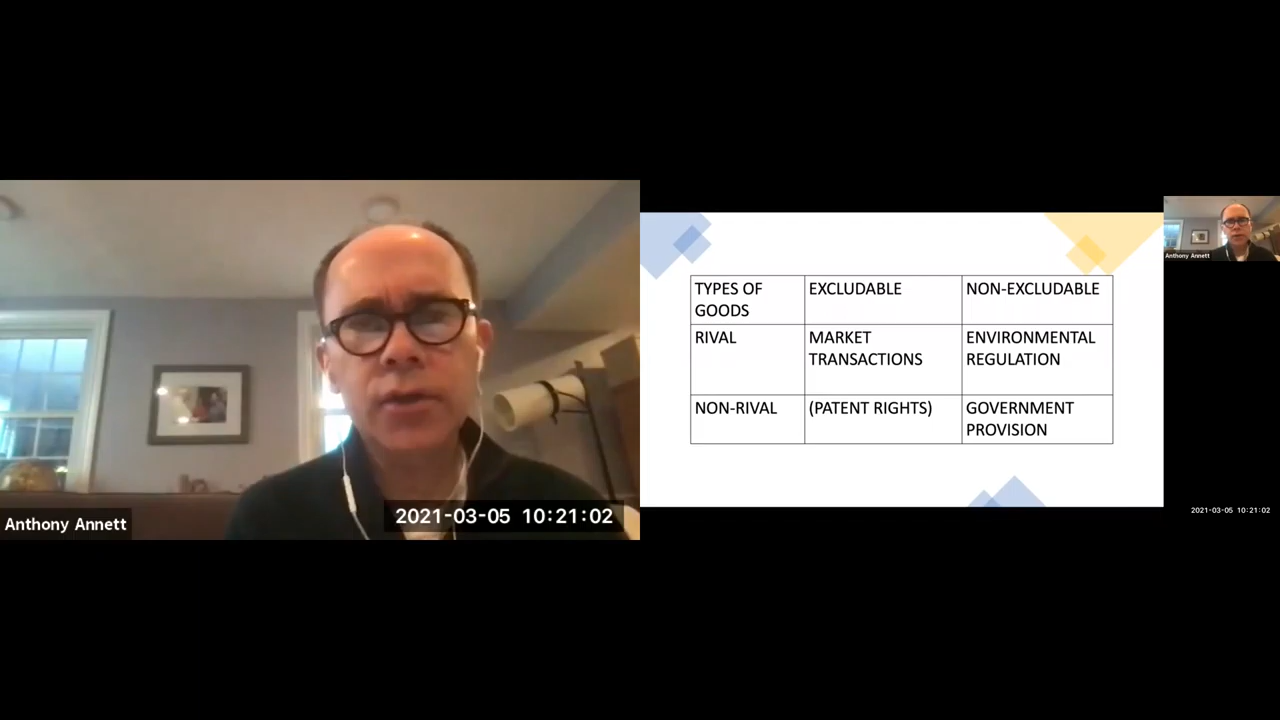 Anthony Annett
2021-03-05 10:21:02
TYPES OF
GOODS
EXCLUDABLE
NON-EXCLUDABLE
RIVAL
MARKET
TRANSACTIONS
ENVIRONMENTAL
REGULATION
NON-RIVAL
(PATENT RIGHTS)
GOVERNMENT
PROVISION
Anthony Annett
2021-03-05 10:21:02